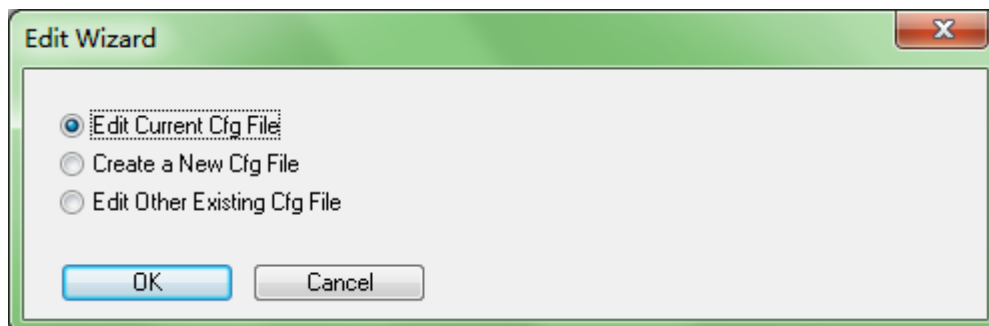 Edit Wizard
Edit Current Cfg File
Create a New Cfg File
Edit Other Existing Cfg File
OK Cancel